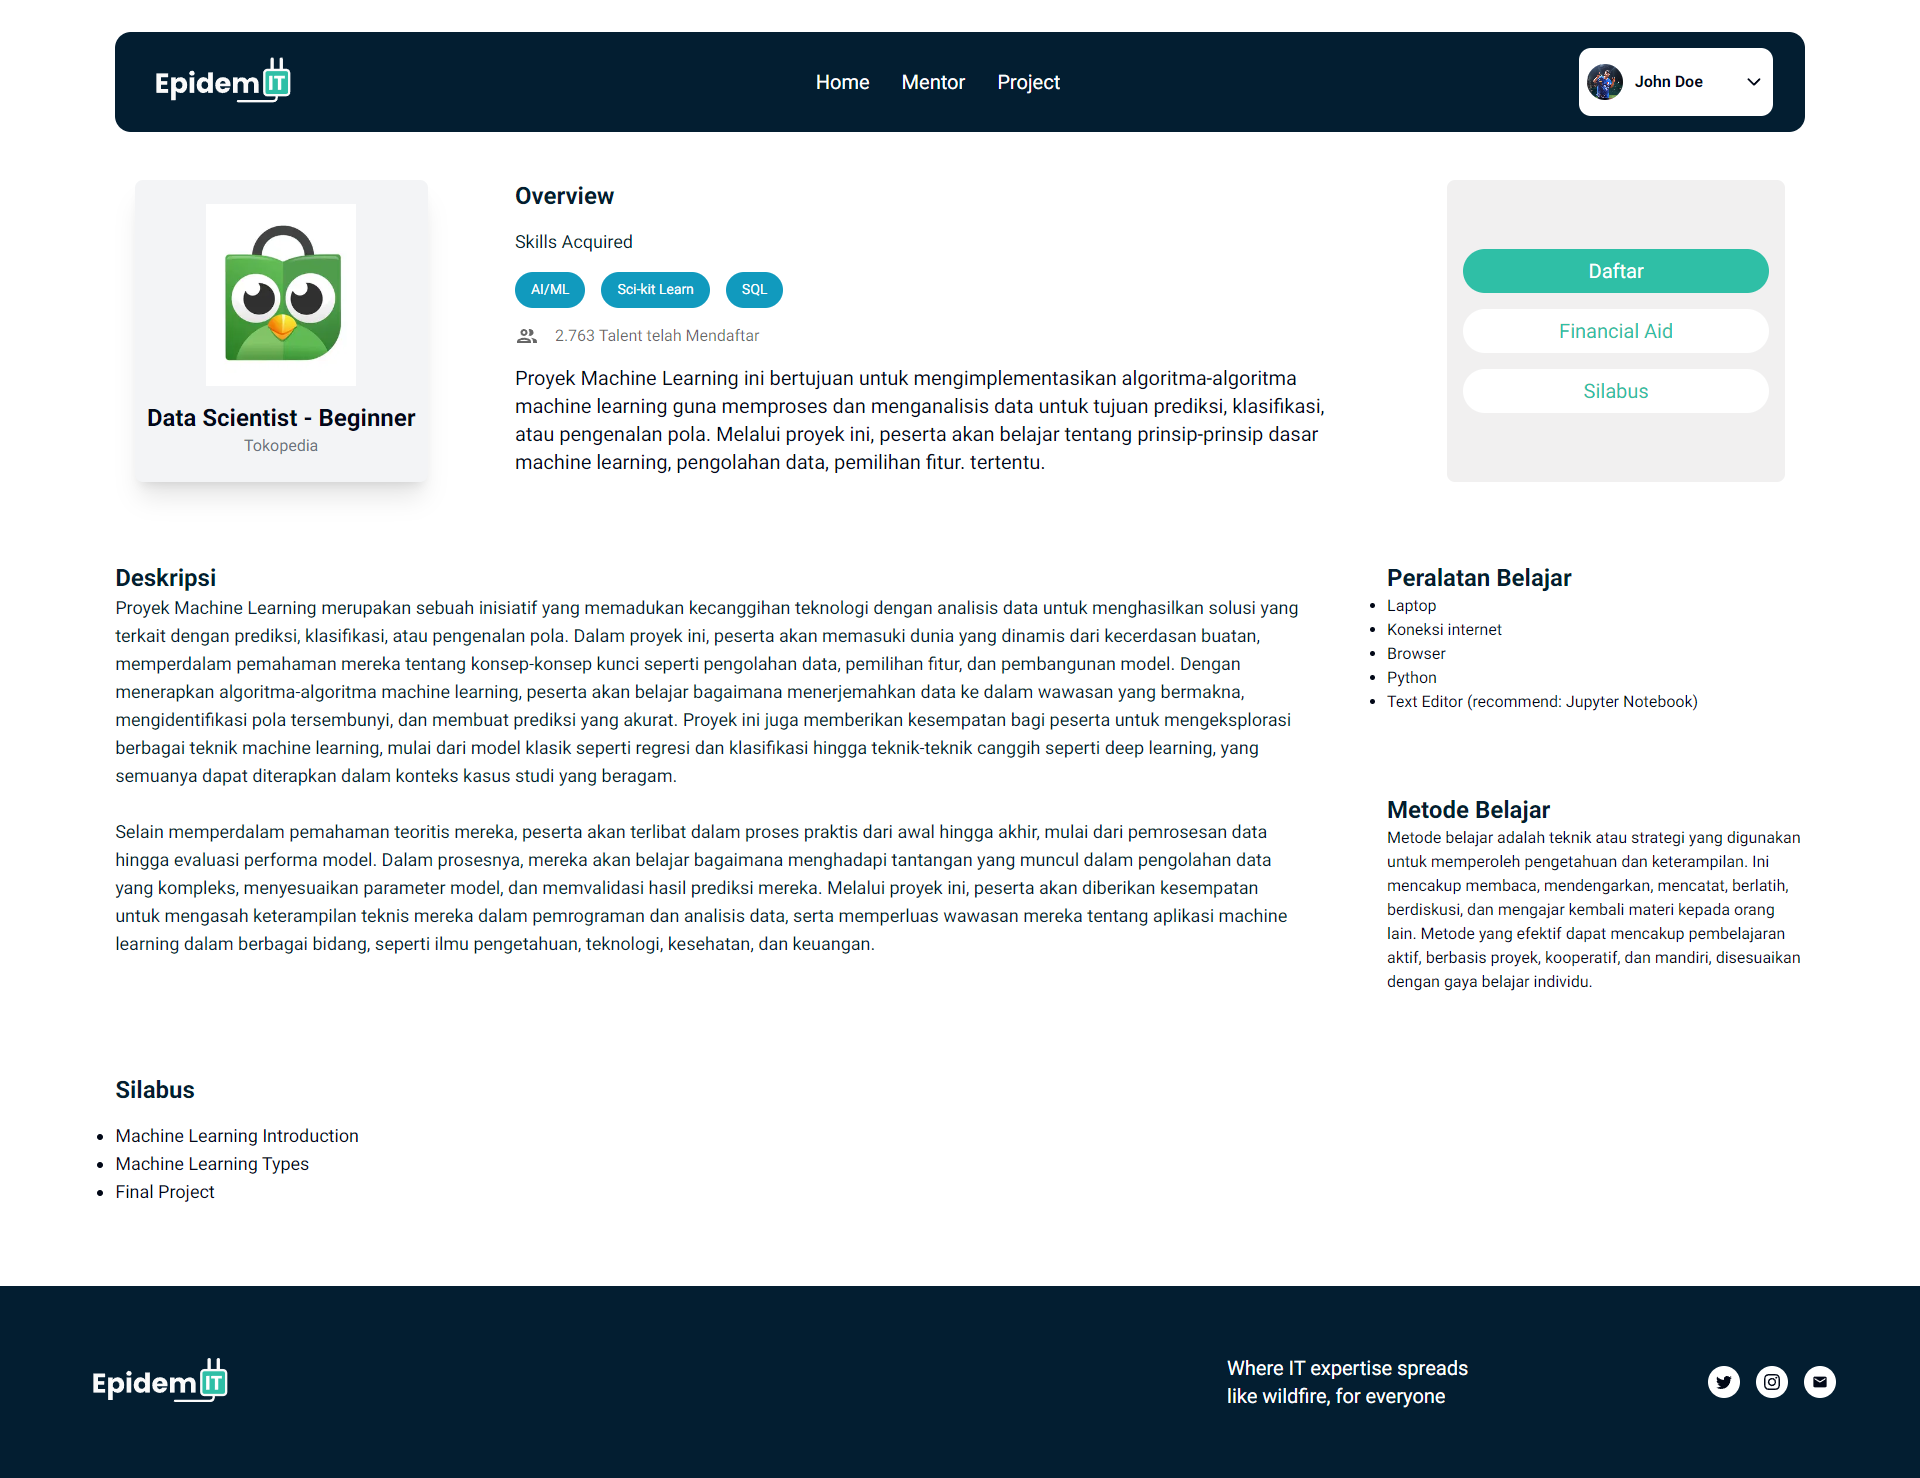 Epidem IT
Home
Mentor
Project
John Doe
Data Scientist - Beginner
Tokopedia
Overview
Skills Acquired
AI/ML
Sci-kit Learn
SQL
2.763 Talent telah Mendaftar
Proyek Machine Learning ini bertujuan untuk mengimplementasikan algoritma-algoritma
machine learning guna memproses dan menganalisis data untuk tujuan prediksi, klasifikasi,
atau pengenalan pola. Melalui proyek ini, peserta akan belajar tentang prinsip-prinsip dasar
machine learning, pengolahan data, pemilihan fitur. tertentu.
Daftar
Financial Aid
Silabus
Deskripsi
Proyek Machine Learning merupakan sebuah inisiatif yang memadukan kecanggihan teknologi dengan analisis data untuk menghasilkan solusi yang
terkait dengan prediksi, klasifikasi, atau pengenalan pola. Dalam proyek ini, peserta akan memasuki dunia yang dinamis dari kecerdasan buatan,
memperdalam pemahaman mereka tentang konsep-konsep kunci seperti pengolahan data, pemilihan fitur, dan pembangunan model. Dengan
menerapkan algoritma-algoritma machine learning, peserta akan belajar bagaimana menerjemahkan data ke dalam wawasan yang bermakna,
mengidentifikasi pola tersembunyi, dan membuat prediksi yang akurat. Proyek ini juga memberikan kesempatan bagi peserta untuk mengeksplorasi
berbagai teknik machine learning, mulai dari model klasik seperti regresi dan klasifikasi hingga teknik-teknik canggih seperti deep learning, yang
semuanya dapat diterapkan dalam konteks kasus studi yang beragam.
Selain memperdalam pemahaman teoritis mereka, peserta akan terlibat dalam proses praktis dari awal hingga akhir, mulai dari pemrosesan data
hingga evaluasi performa model. Dalam prosesnya, mereka akan belajar bagaimana menghadapi tantangan yang muncul dalam pengolahan data
yang kompleks, menyesuaikan parameter model, dan memvalidasi hasil prediksi mereka. Melalui proyek ini, peserta akan diberikan kesempatan
untuk mengasah keterampilan teknis mereka dalam pemrograman dan analisis data, serta memperluas wawasan mereka tentang aplikasi machine
learning dalam berbagai bidang, seperti ilmu pengetahuan, teknologi, kesehatan, dan keuangan.
Peralatan Belajar
Laptop
Koneksi internet
Browser
Python
Text Editor (recommend: Jupyter Notebook)
Metode Belajar
Metode belajar adalah teknik atau strategi yang digunakan
untuk memperoleh pengetahuan dan keterampilan. Ini
mencakup membaca, mendengarkan, mencatat, berlatih,
berdiskusi, dan mengajar kembali materi kepada orang
lain. Metode yang efektif dapat mencakup pembelajaran
aktif, berbasis proyek, kooperatif, dan mandiri, disesuaikan
dengan gaya belajar individu.
Silabus
Machine Learning Introduction
Machine Learning Types
Final Project
Epidem IT
Where IT expertise spreads
like wildfire, for everyone